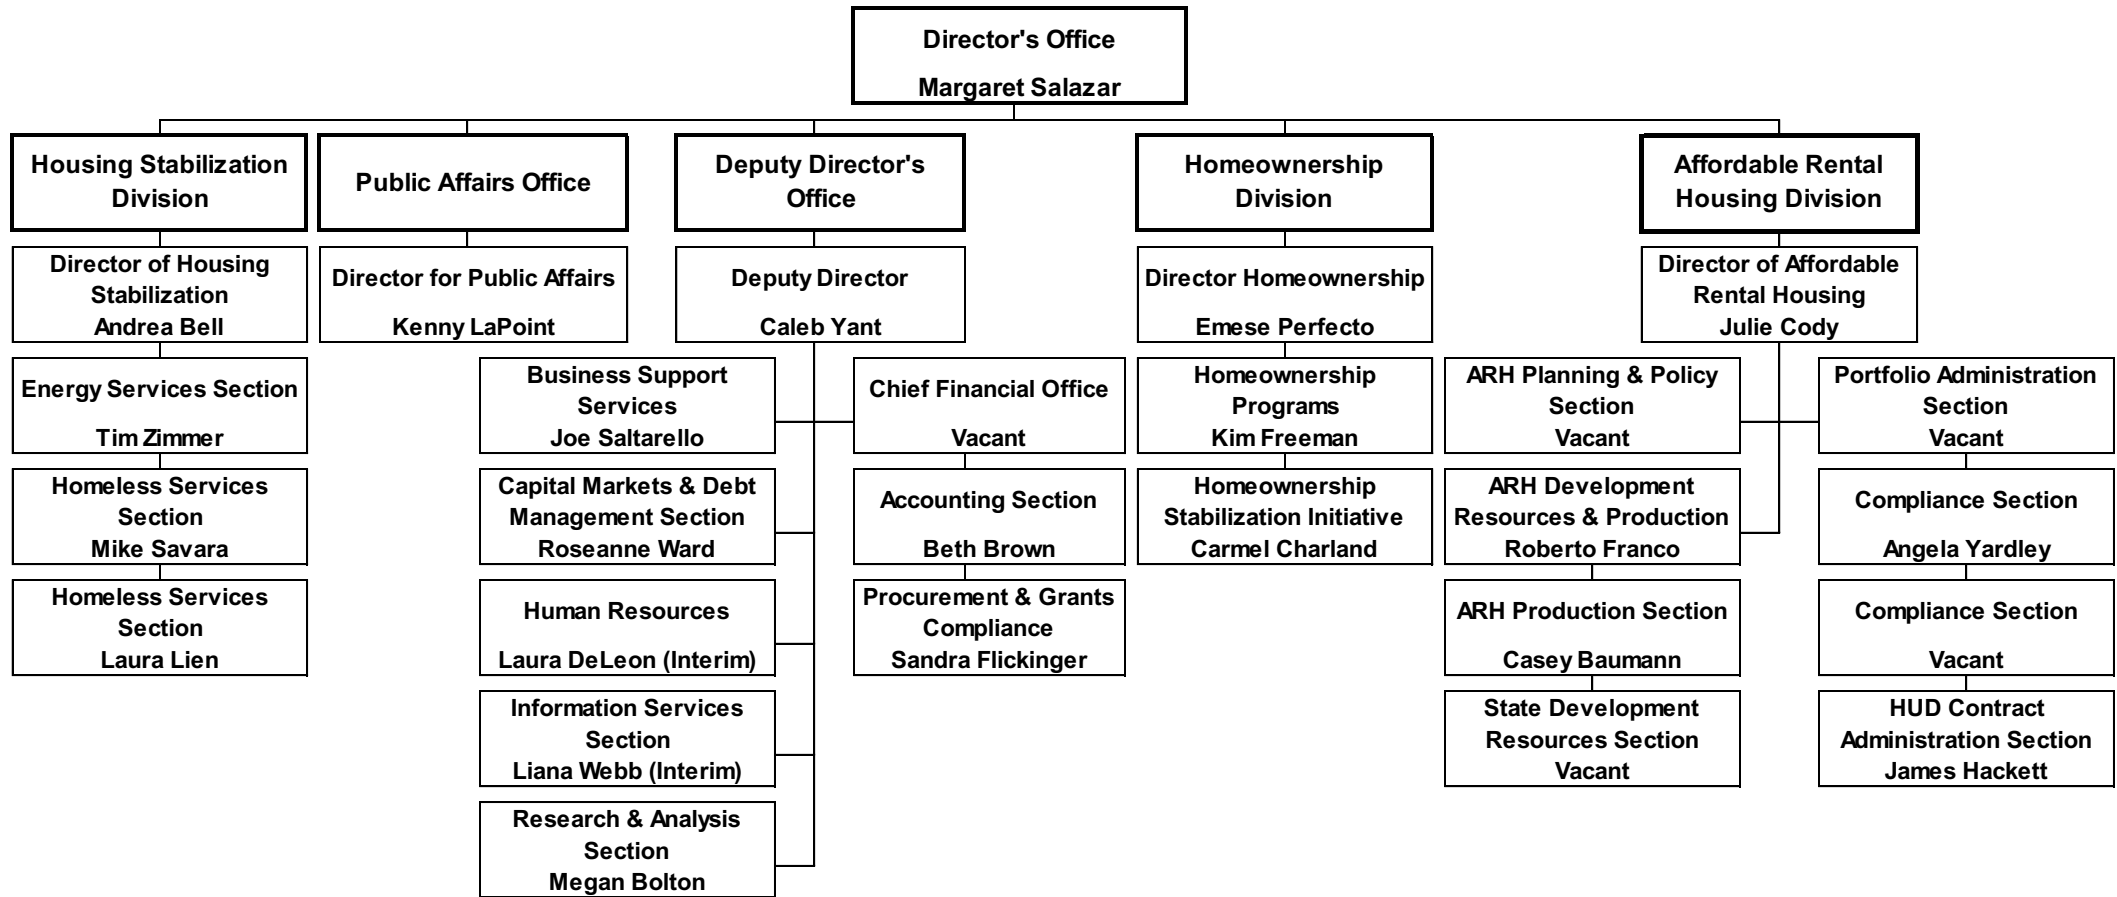 Director's Office
Margaret Salazar
Housing Stabilization
Division
Public Affairs Office
Deputy Director's
Office
Homeownership
Division
Affordable Rental
Housing Division
Director of Housing
Stabilization
Andrea Bell
Director for Public Affairs
Kenny LaPoint
Deputy Director
Caleb Yant
Director Homeownership
Emese Perfecto
Director of Affordable
Rental Housing
Julie Cody
Energy Services Section
Tim Zimmer
Business Support
Services
Joe Saltarello
Chief Financial Office
Vacant
Homeownership
Programs
Kim Freeman
ARH Planning & Policy
Section
Vacant
Portfolio Administration
Section
Vacant
Homeless Services
Section
Mike Savara
Capital Markets & Debt
Management Section
Roseanne Ward
Accounting Section
Beth Brown
Homeownership
Stabilization Initiative
Carmel Charland
ARH Development
Resources & Production
Roberto Franco
Compliance Section
Angela Yardley
Homeless Services
Section
Laura Lien
Human Resources
Laura DeLeon (Interim)
Procurement & Grants
Compliance
Sandra Flickinger
ARH Production Section
Casey Baumann
Compliance Section
Vacant
Information Services
Section
Liana Webb (Interim)
State Development
Resources Section
Vacant
HUD Contract
Administration Section
James Hackett
Research & Analysis
Section
Megan Bolton